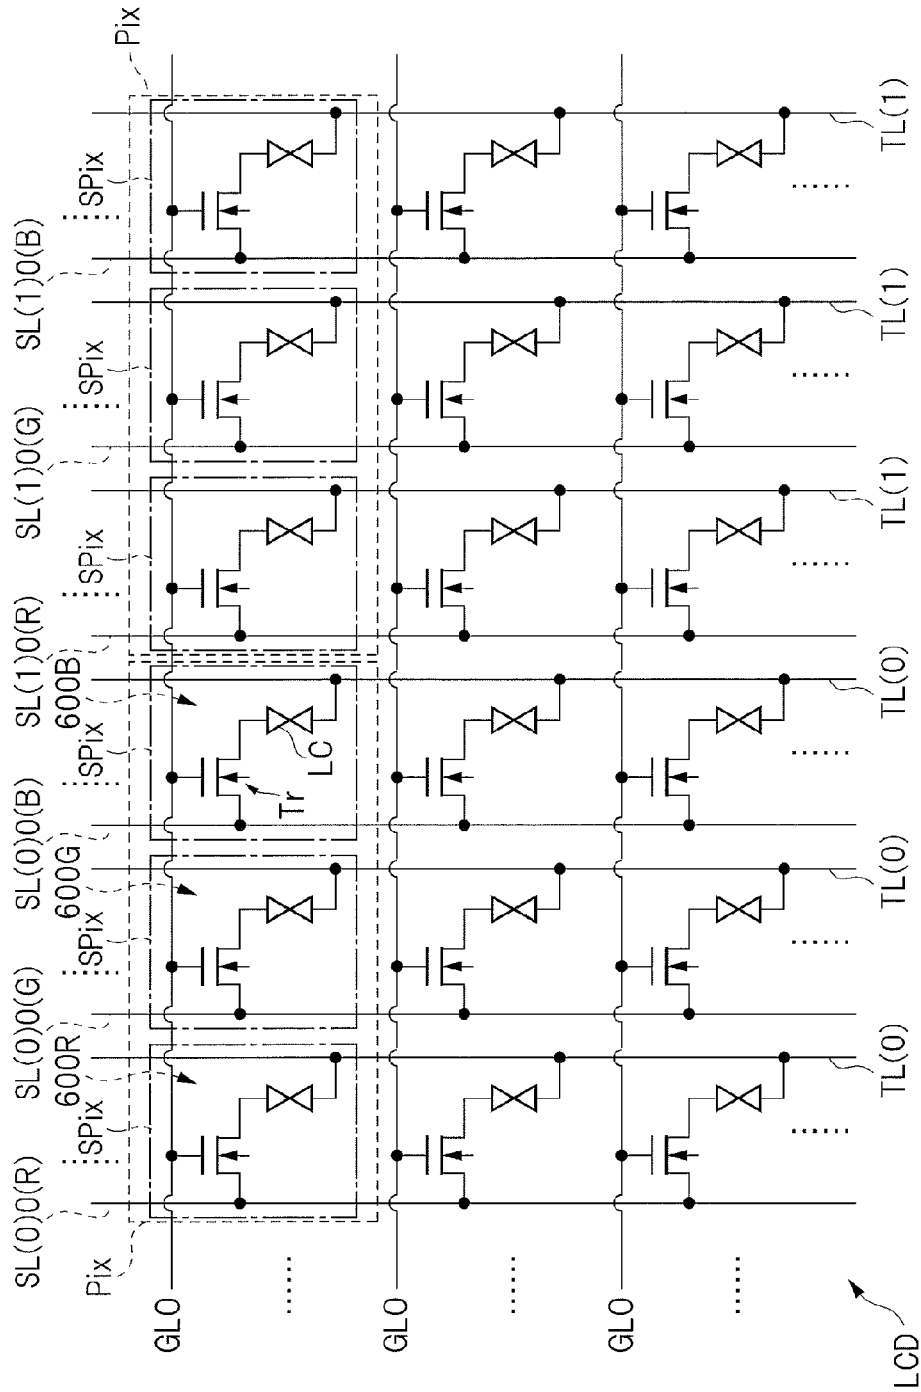 SL(0)0(R)
SL(0)0(G)
SL(0)0(B)
SL(1)0(R)
SL(1)0(G)
SL(1)0(B)
600R
600G
600B
SPix
SPix
SPix
SPix
SPix
SPix
Pix
Pix
Tr
LC
GL0
GL0
GL0
TL(0)
TL(0)
TL(0)
TL(1)
TL(1)
TL(1)
LCD